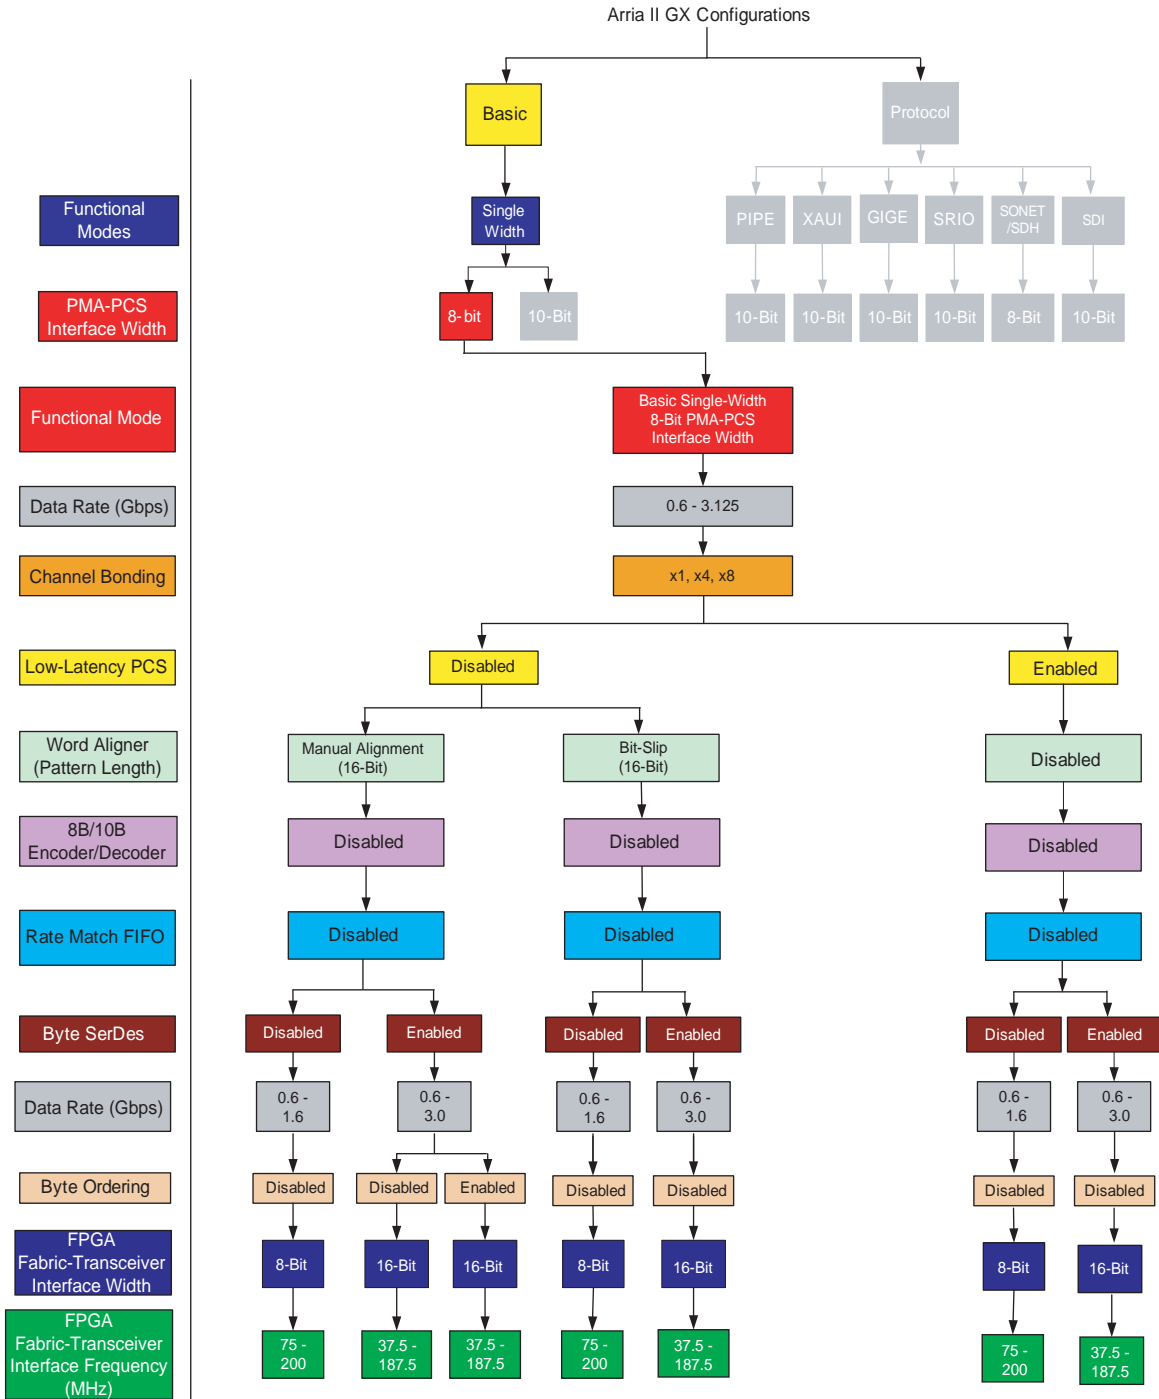 Arria II GX Configurations
Basic
Protocol
Functional
Modes
Single
Width
PIPE
XAUI
GIGE
SRIO
SONET
/SDH
SDI
PMA-PCS
Interface Width
8-bit
10-Bit
10-Bit
10-Bit
10-Bit
10-Bit
8-Bit
10-Bit
Functional Mode
Basic Single-Width
8-Bit PMA-PCS
Interface Width
Data Rate (Gbps)
0.6 - 3.125
Channel Bonding
x1, x4, x8
Low-Latency PCS
Disabled
Enabled
Word Aligner
(Pattern Length)
Manual Alignment
(16-Bit)
Bit-Slip
(16-Bit)
Disabled
8B/10B
Encoder/Decoder
Disabled
Disabled
Disabled
Rate Match FIFO
Disabled
Disabled
Disabled
Byte SerDes
Disabled
Enabled
Disabled
Enabled
Disabled
Enabled
Data Rate (Gbps)
0.6 -
1.6
0.6 -
3.0
0.6 -
1.6
0.6 -
3.0
0.6 -
1.6
0.6 -
3.0
Byte Ordering
Disabled
Disabled
Enabled
Disabled
Disabled
Disabled
Disabled
FPGA
Fabric-Transceiver
Interface Width
8-Bit
16-Bit
16-Bit
8-Bit
16-Bit
8-Bit
16-Bit
FPGA
Fabric-Transceiver
Interface Frequency
(MHz)
75 -
200
37.5 -
187.5
37.5 -
187.5
75 -
200
37.5 -
187.5
75 -
200
37.5 -
187.5